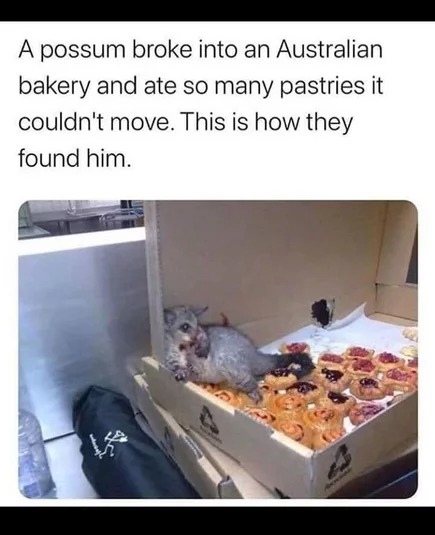 A possum broke into an Australian
bakery and ate so many pastries it
couldn't move. This is how they
found him.